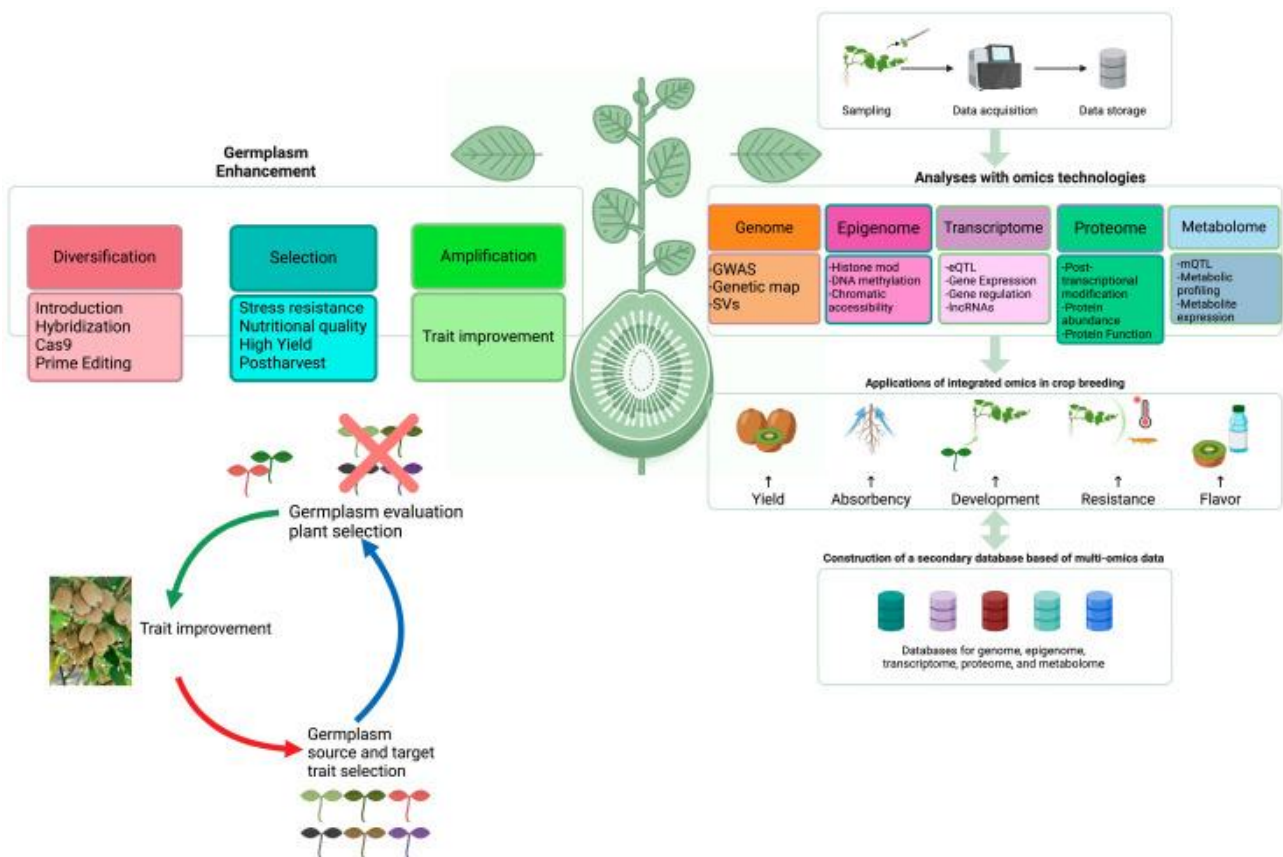 Germplasm
Enhancement
Diversification
Introduction
Hybridization
Cas9
Prime Editing
Selection
Stress resistance
Nutritional quality
High Yield
Postharvest
Amplification
Trait improvement
Germplasm evaluation
plant selection
Trait improvement
Germplasm
source and target
trait selection
Sampling
Data acquisition
Data storage
Analyses with omics technologies
Genome
-GWAS
-Genetic map
-SVs
Epigenome
-Histone mod
-DNA methylation
-Chromatic
accessibility
Transcriptome
-eQTL
-Gene Expression
-Gene regulation
-lncRNAs
Proteome
-Post-
transcriptional
modification-
-Protein
abundance
-Protein Function
Metabolome
-mQTL
-Metabolic
profiling
-Metabolite
expression
Applications of integrated omics in crop breeding
↑ ↑ ↑ ↑ ↑
Yield Absorbency Development Resistance Flavor
Construction of a secondary database based of multi-omics data
Databases for genome, epigenome,
transcriptome, proteome, and metabolome